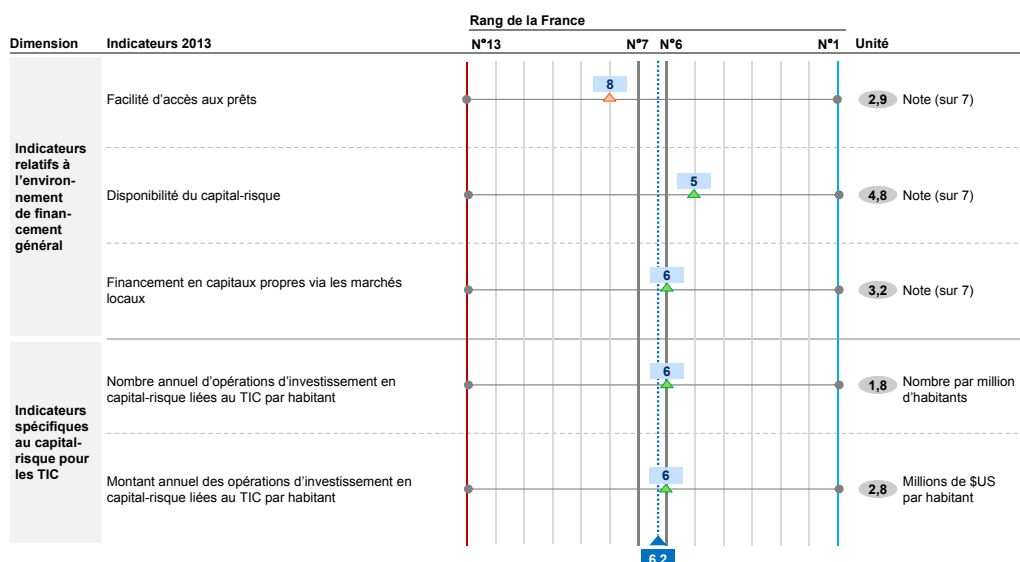 Rang de la France
Dimension Indicateurs 2013 N°13 N°7 N°6 N°1 Unité
Indicateurs
relatifs à
l'environ-
nement
de finan-
cement
général
Facilité d'accès aux prêts 8 2,9 Note (sur 7)
Disponibilité du capital-risque 5 4,8 Note (sur 7)
Financement en capitaux propres via les marchés
locaux 6 3,2 Note (sur 7)
Indicateurs
spécifiques
au capital-
risque pour
les TIC
Nombre annuel d'opérations d'investissement en
capital-risque liées au TIC par habitant 6 1,8 Nombre par million
d'habitants
Montant annuel des opérations d'investissement en
capital-risque liées au TIC par habitant 6 2,8 Millions de $US
par habitant
6,2